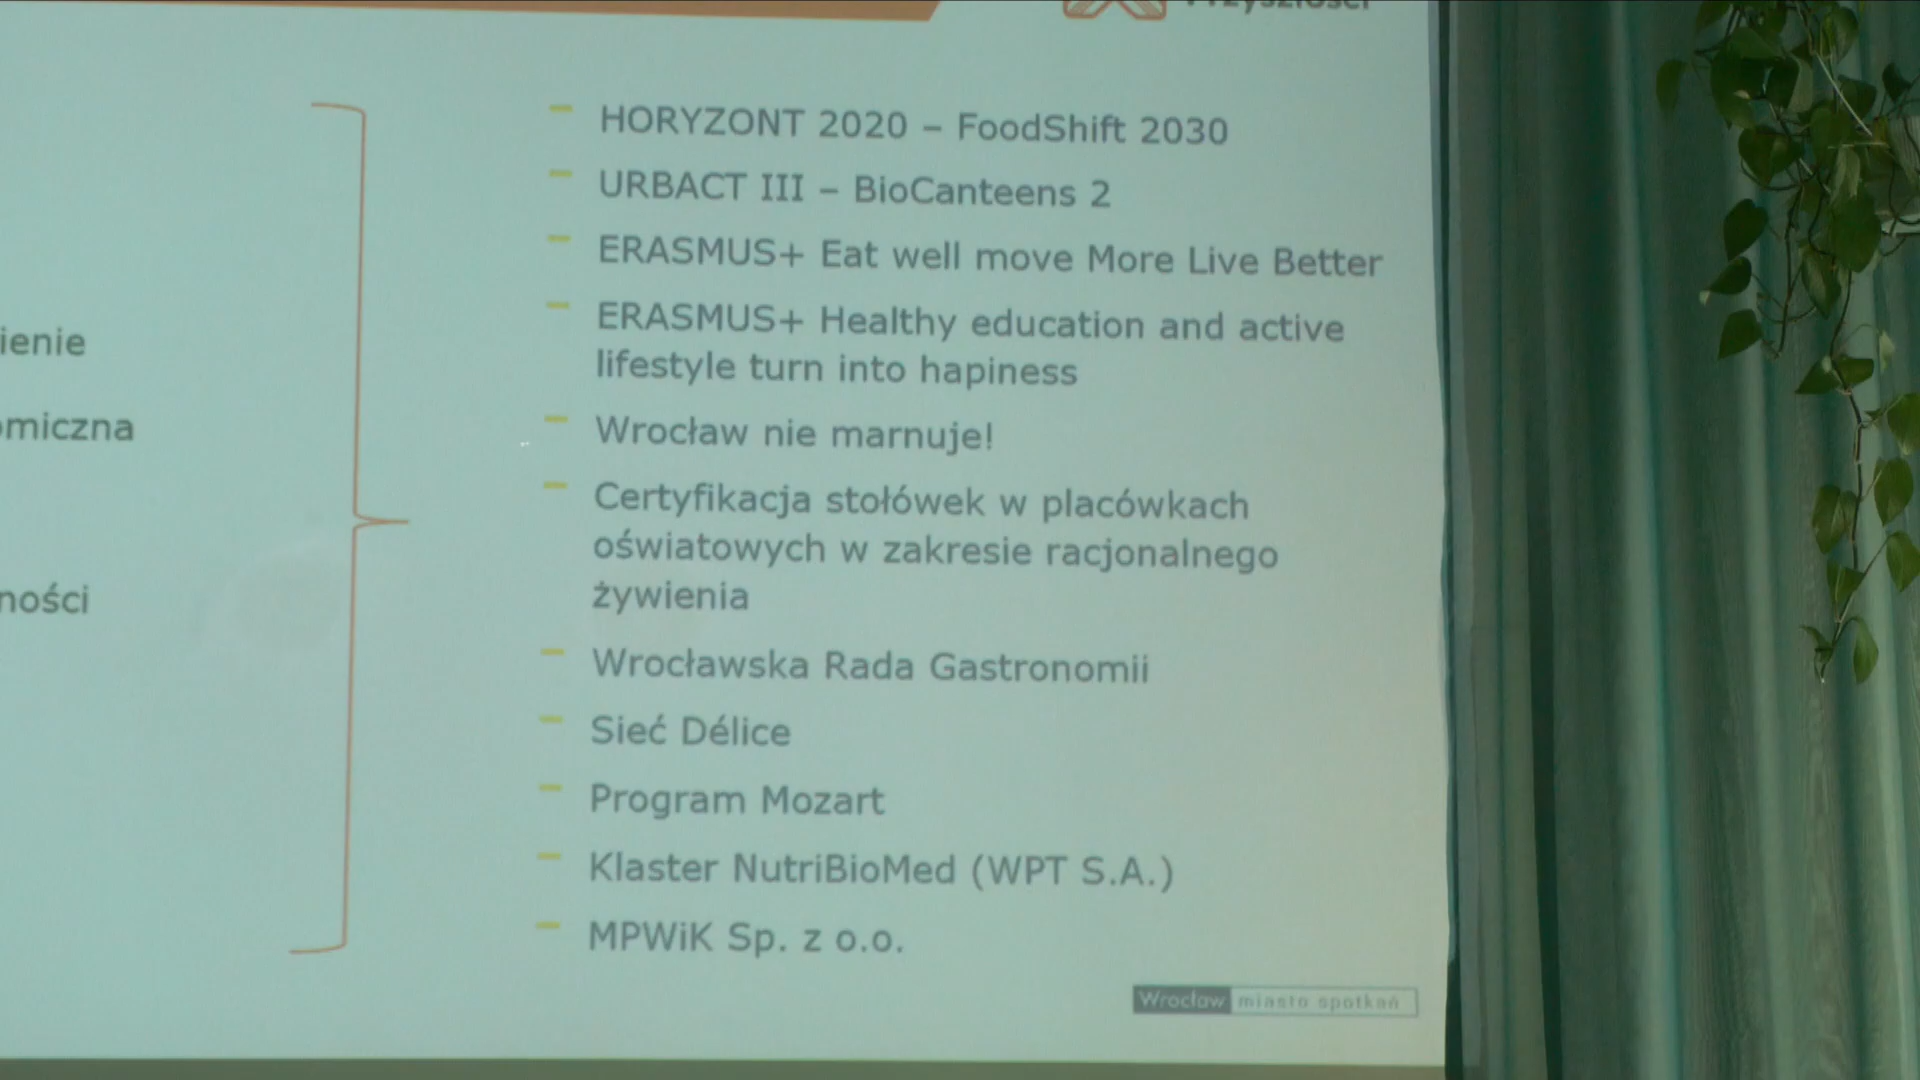 Przyszłości
HORYZONT 2020 – FoodShift 2030
URBACT III – BioCanteens 2
ERASMUS+ Eat well move More Live Better
ERASMUS+ Healthy education and active
lifestyle turn into hapiness
Wrocław nie marnuje!
Certyfikacja stołówek w placówkach
oświatowych w zakresie racjonalnego
żywienia
Wrocławska Rada Gastronomii
Sieć Délice
Program Mozart
Klaster NutriBioMed (WPT S.A.)
MPWiK Sp. z o.o.
ienie
omiczna
ności
Wrocław miasto spotkań